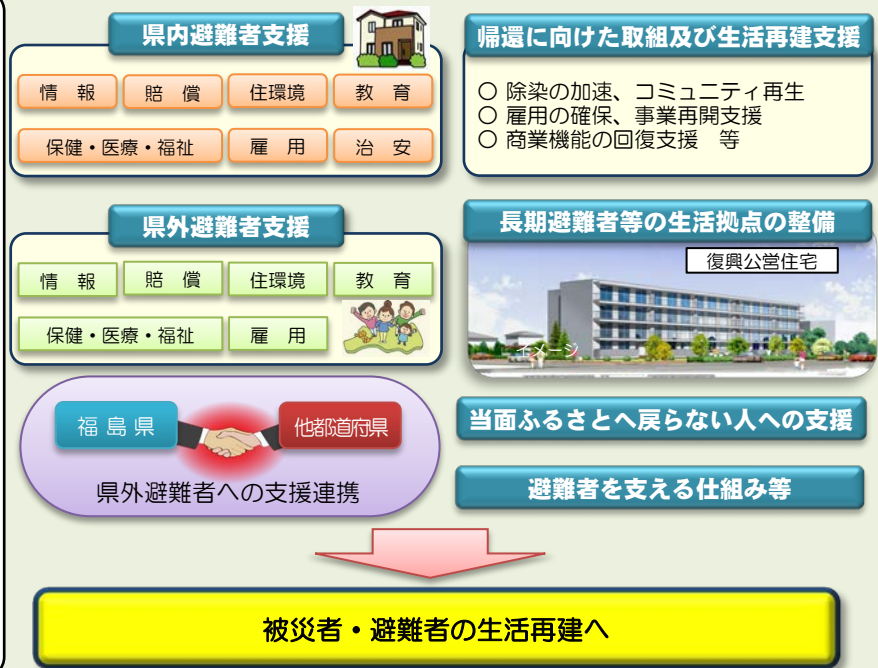 県内避難者支援
情 報
賠 償
住環境
教 育
保健・医療・福祉
雇 用
治 安
県外避難者支援
情 報
賠 償
住環境
教 育
保健・医療・福祉
雇 用
福島県
他都道府県
県外避難者への支援連携
帰還に向けた取組及び生活再建支援
○ 除染の加速、コミュニティ再生
○ 雇用の確保、事業再開支援
○ 商業機能の回復支援 等
長期避難者等の生活拠点の整備
復興公営住宅
イメージ
当面ふるさとへ戻らない人への支援
避難者を支える仕組み等
被災者・避難者の生活再建へ